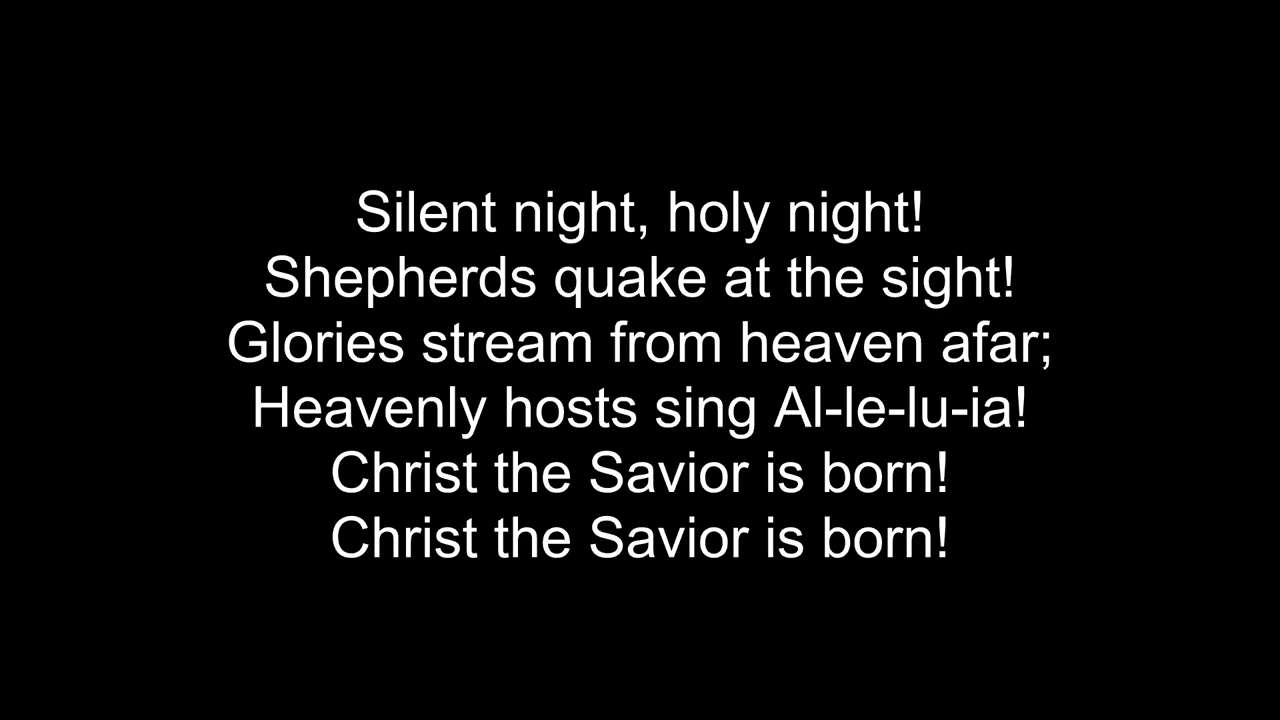 Silent night, holy night!
Shepherds quake at the sight!
Glories stream from heaven afar;
Heavenly hosts sing Al-le-lu-ia!
Christ the Savior is born!
Christ the Savior is born!